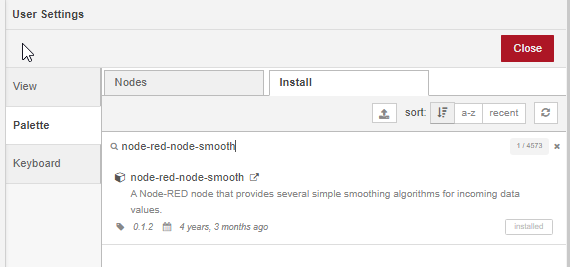 User Settings
Close
View
Palette
Keyboard
Nodes
Install
sort: a-z recent
node-red-node-smooth 1 / 4573
node-red-node-smooth
A Node-RED node that provides several simple smoothing algorithms for incoming data
values.
0.1.2 4 years, 3 months ago installed